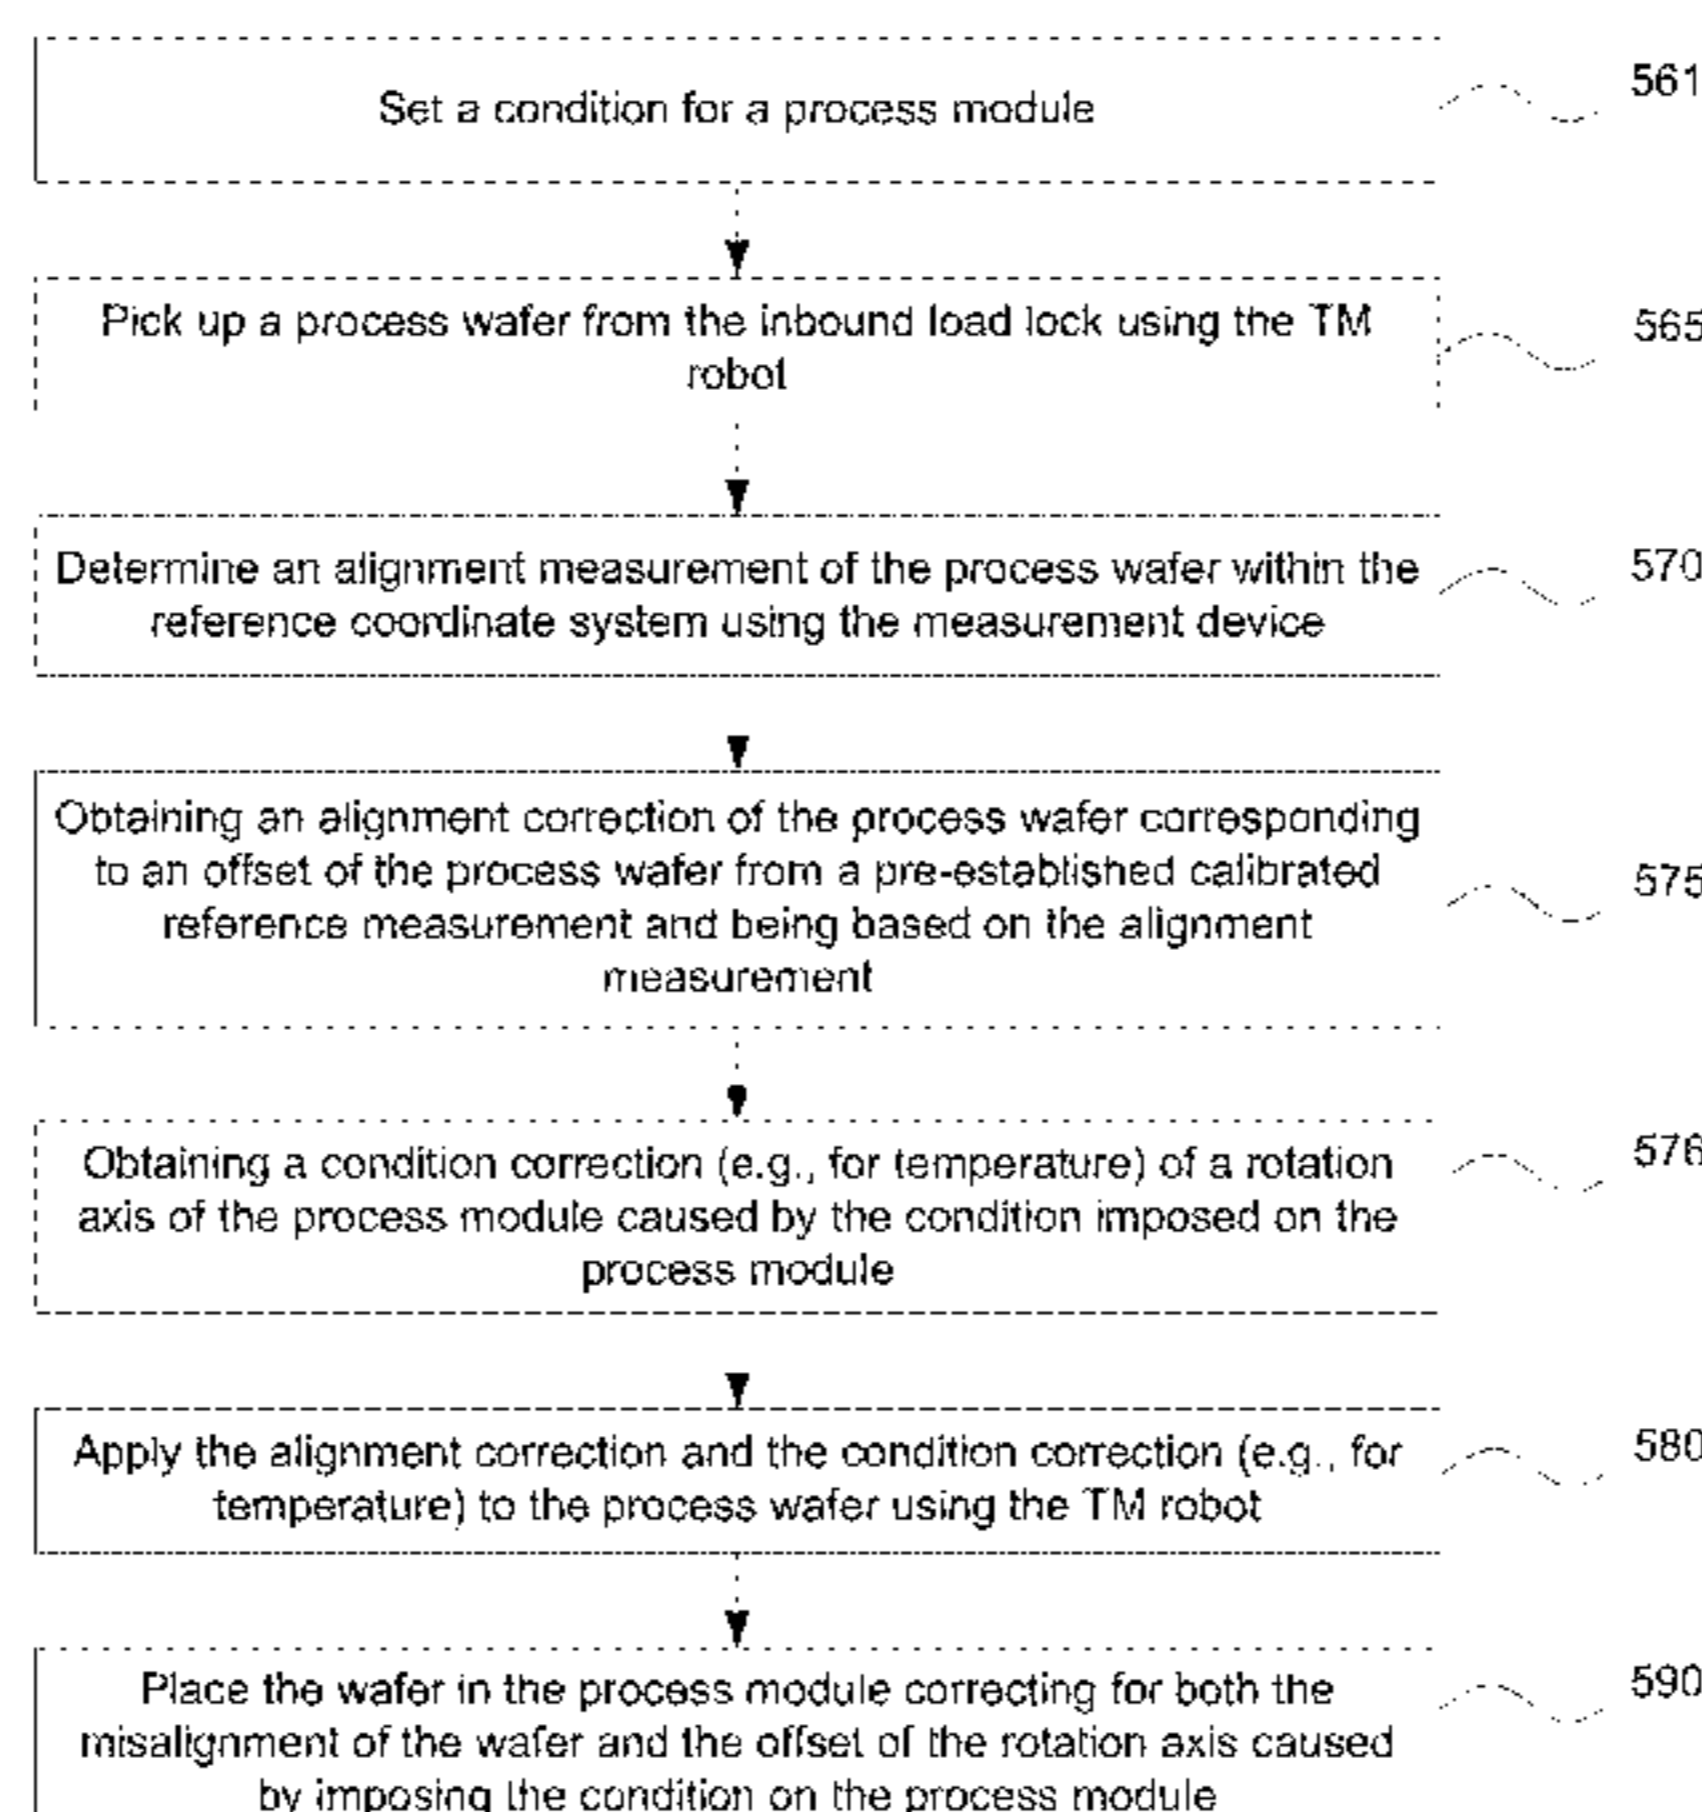 Set a condition for a process module
561
Pick up a process wafer from the inbound load lock using the TM
robot
565
Determine an alignment measurement of the process wafer within the
reference coordinate system using the measurement device
570
Obtaining an alignment correction of the process wafer corresponding
to an offset of the process wafer from a pre-established calibrated
reference measurement and being based on the alignment
measurement
575
Obtaining a condition correction (e.g., for temperature) of a rotation
axis of the process module caused by the condition imposed on the
process module
576
Apply the alignment correction and the condition correction (e.g., for
temperature) to the process wafer using the TM robot
580
Place the wafer in the process module correcting for both the
misalignment of the wafer and the offset of the rotation axis caused
by imposing the condition on the process module
590